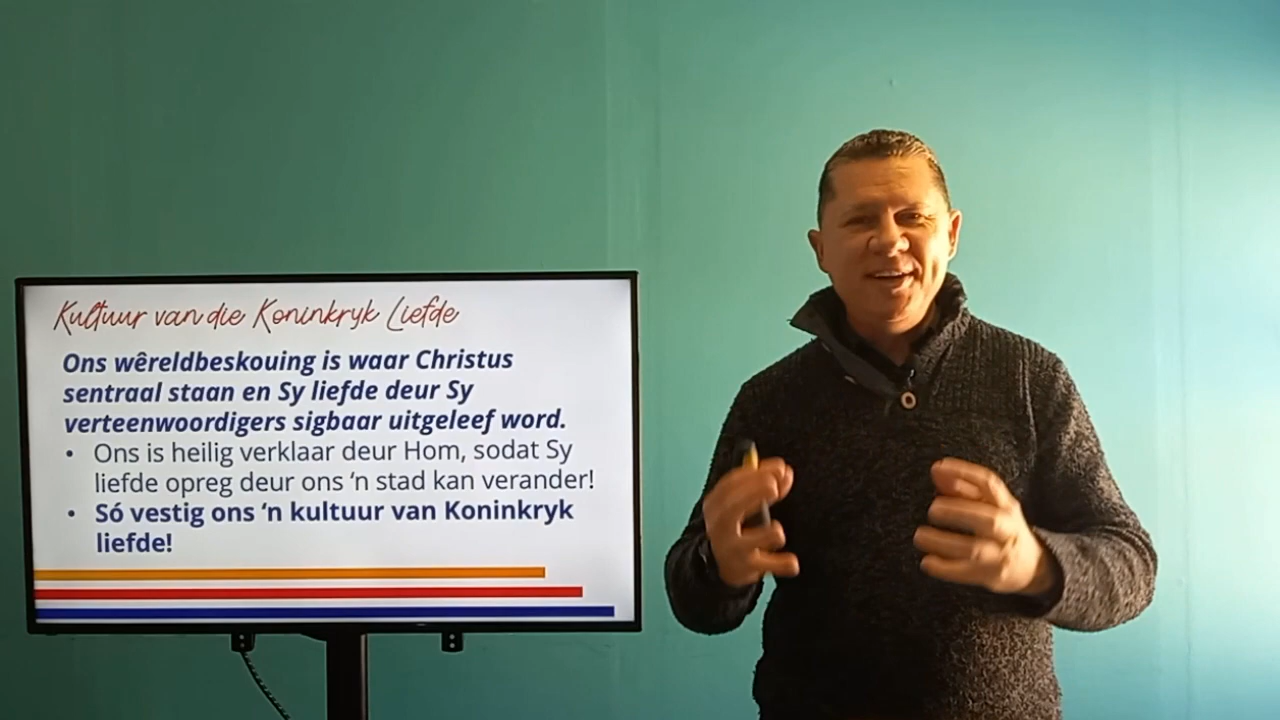 Kultuur van die Koninkryk Liefde
Ons wêreldbeskouing is waar Christus
sentraal staan en Sy liefde deur Sy
verteenwoordigers sigbaar uitgeleef word.
• Ons is heilig verklaar deur Hom, sodat Sy
liefde opreg deur ons ‘n stad kan verander!
• Só vestig ons ‘n kultuur van Koninkryk
liefde!